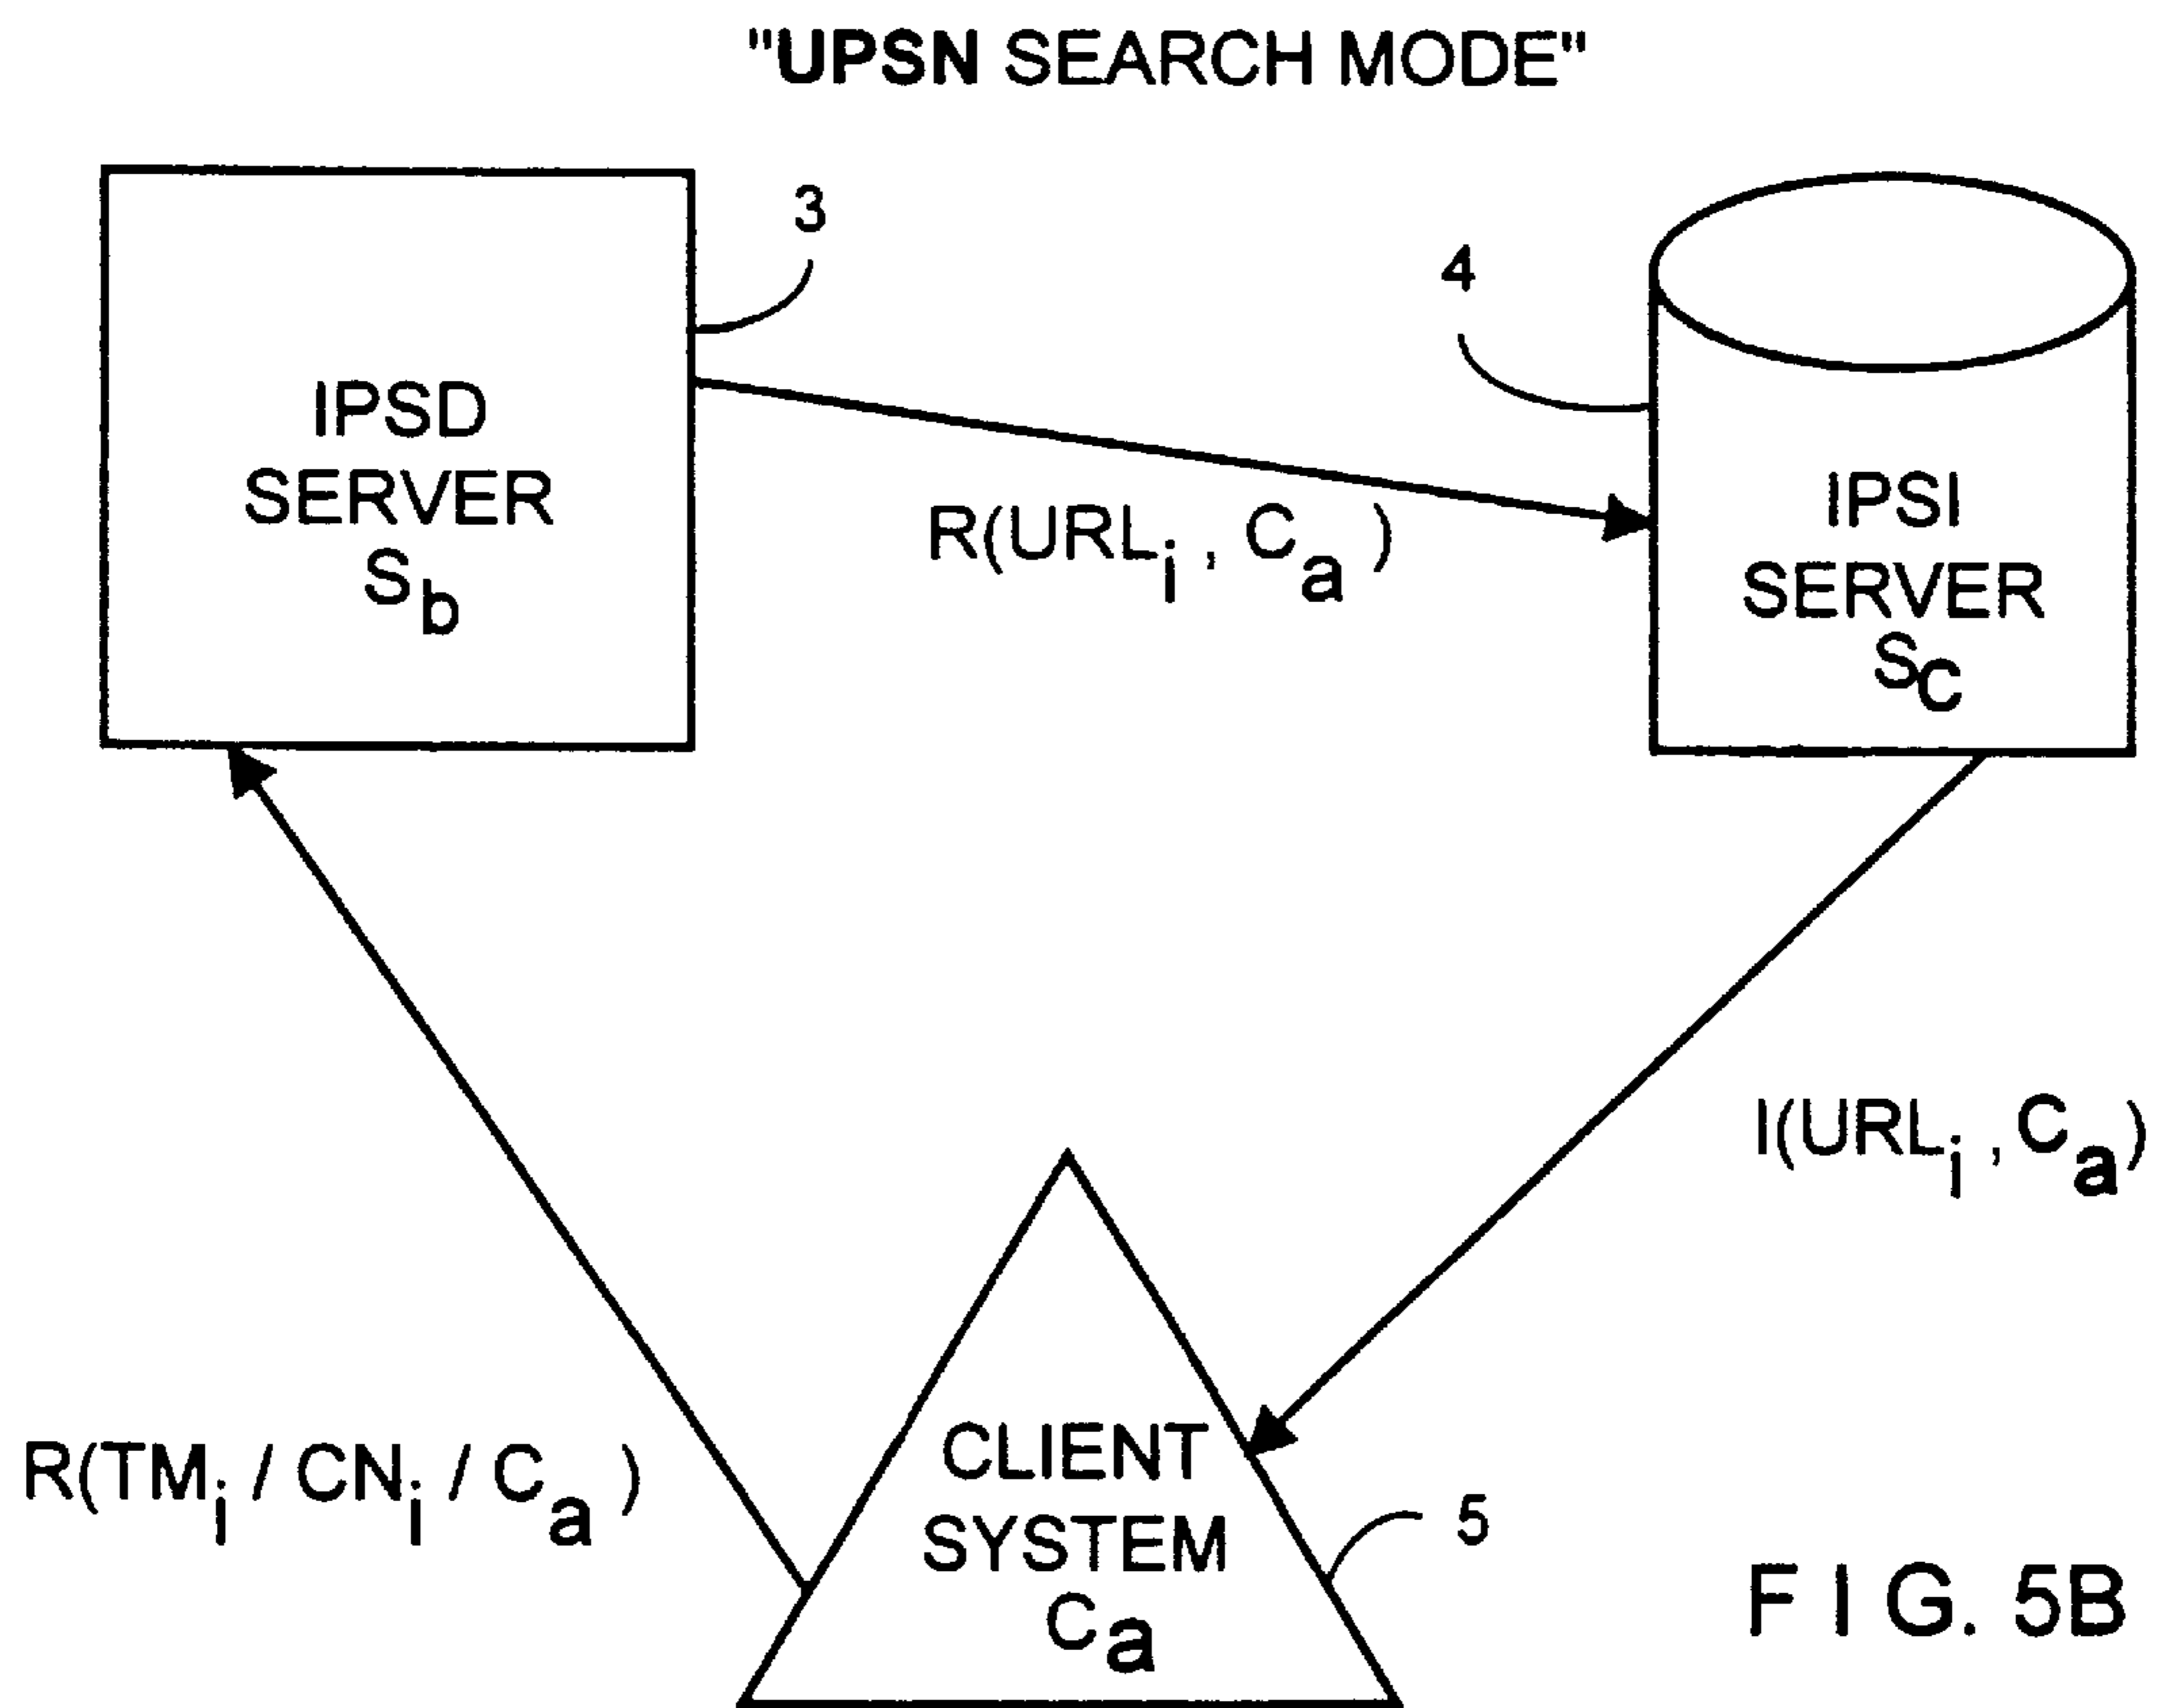 "UPSN SEARCH MODE"
3
4
IPSD
SERVER
Sb
R(URLi , Ca )
IPSI
SERVER
Sc
I(URLi , Ca)
R(TMi / CNi / Ca )
CLIENT
SYSTEM
Ca
5
FIG. 5B